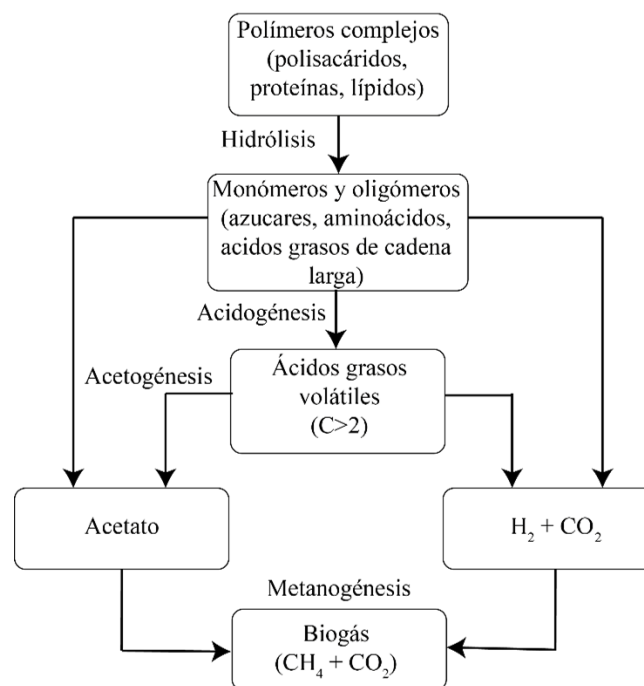 Polímeros complejos
(polisacáridos,
proteínas, lípidos)
Hidrólisis
Monómeros y oligómeros
(azucares, aminoácidos,
acidos grasos de cadena
larga)
Acidogénesis
Acetogénesis
Ácidos grasos
volátiles
(C>2)
Acetato
H₂ + CO₂
Metanogénesis
Biogás
(CH₄ + CO₂)